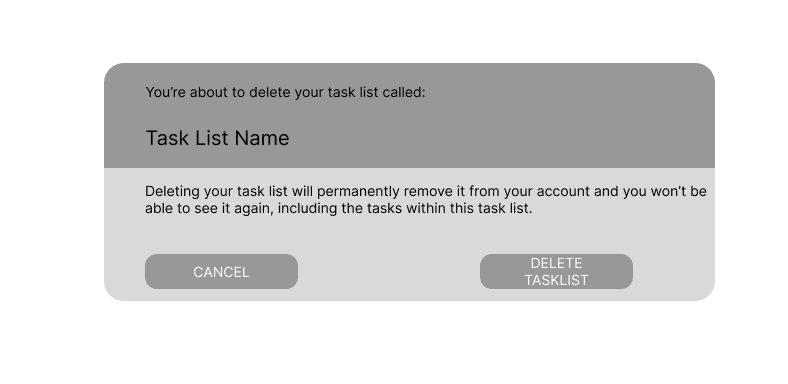 You’re about to delete your task list called:
Task List Name
Deleting your task list will permanently remove it from your account and you won’t be
able to see it again, including the tasks within this task list.
CANCEL
DELETE
TASKLIST